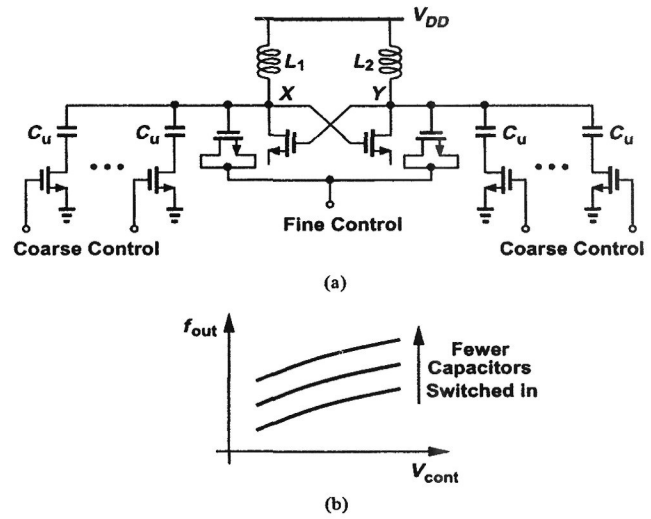 V_DD
L_1 L_2
X Y
C_u C_u C_u C_u
Coarse Control Fine Control Coarse Control
(a)
f_out
Fewer
Capacitors
Switched in
V_cont
(b)